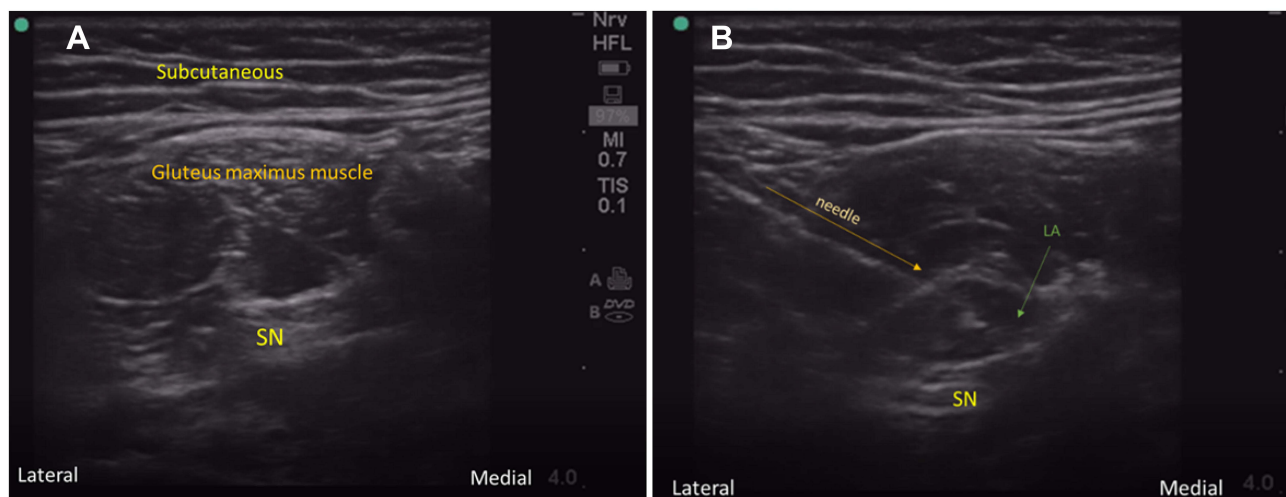 A
Subcutaneous
Gluteus maximus muscle
SN
Lateral
Medial
4.0
Nrv
HFL
97%
MI
0.7
TIS
0.1
A
B DVD
B
needle
LA
SN
Lateral
Medial
4.0